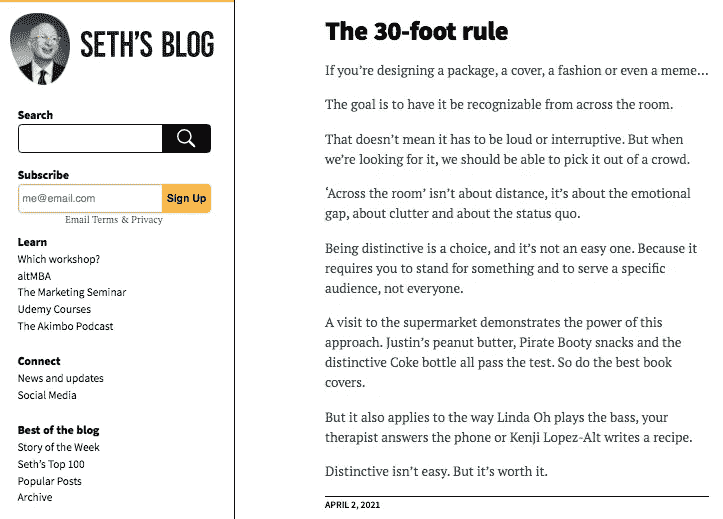 SETH'S BLOG
Search
Subscribe
me@email.com
Sign Up
Email Terms & Privacy
Learn
Which workshop?
altMBA
The Marketing Seminar
Udemy Courses
The Akimbo Podcast
Connect
News and updates
Social Media
Best of the blog
Story of the Week
Seth's Top 100
Popular Posts
Archive
The 30-foot rule
If you're designing a package, a cover, a fashion or even a meme…
The goal is to have it be recognizable from across the room.
That doesn't mean it has to be loud or interruptive. But when
we're looking for it, we should be able to pick it out of a crowd.
‘Across the room’ isn't about distance, it's about the emotional
gap, about clutter and about the status quo.
Being distinctive is a choice, and it's not an easy one. Because it
requires you to stand for something and to serve a specific
audience, not everyone.
A visit to the supermarket demonstrates the power of this
approach. Justin's peanut butter, Pirate Booty snacks and the
distinctive Coke bottle all pass the test. So do the best book
covers.
But it also applies to the way Linda Oh plays the bass, your
therapist answers the phone or Kenji Lopez-Alt writes a recipe.
Distinctive isn't easy. But it's worth it.
APRIL 2, 2021